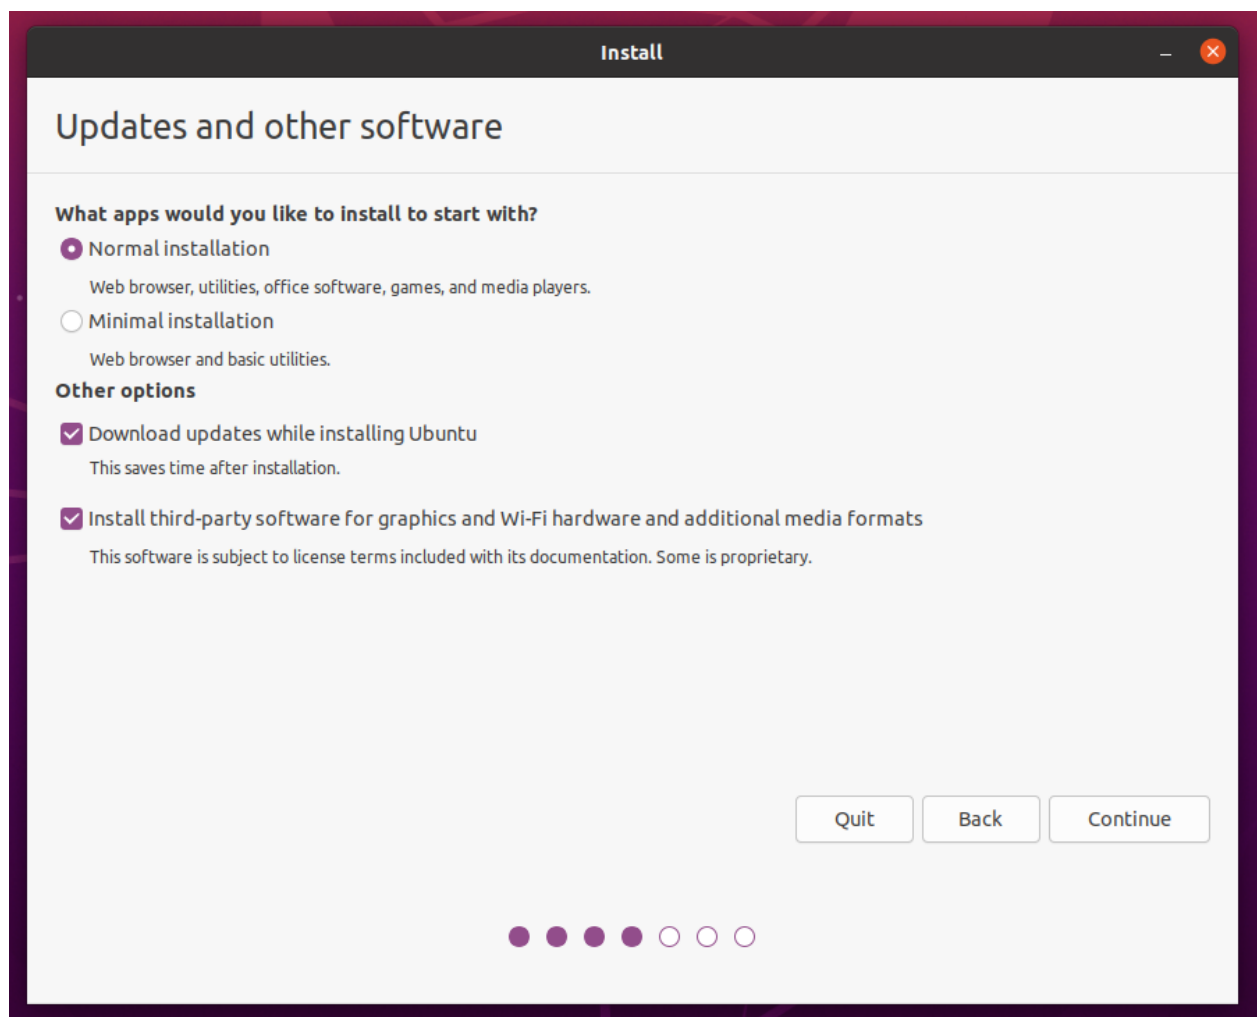 Install
Updates and other software
What apps would you like to install to start with?
Normal installation
Web browser, utilities, office software, games, and media players.
Minimal installation
Web browser and basic utilities.
Other options
Download updates while installing Ubuntu
This saves time after installation.
Install third-party software for graphics and Wi-Fi hardware and additional media formats
This software is subject to license terms included with its documentation. Some is proprietary.
Quit Back Continue